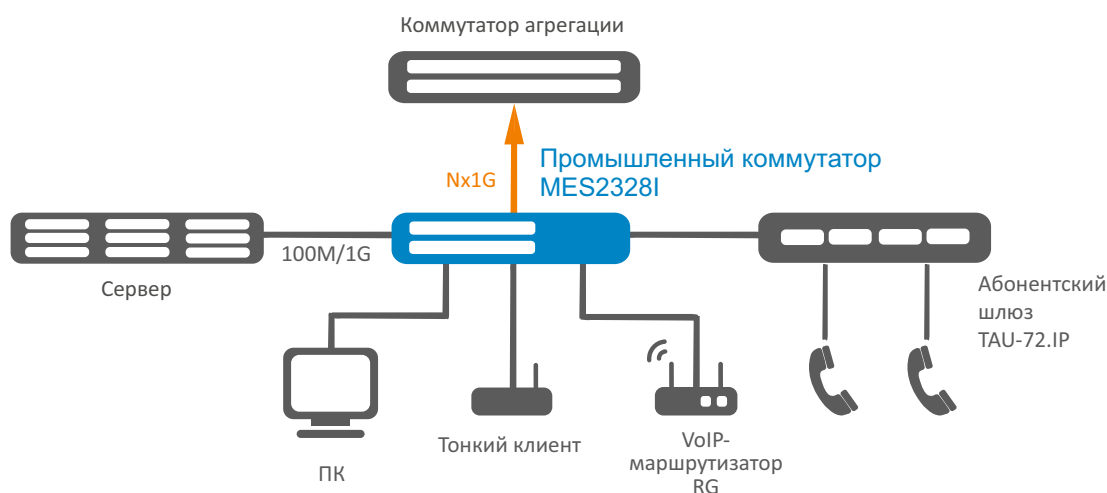 Коммутатор агрегации
Промышленный коммутатор
MES2328I
Nx1G
100M/1G
Сервер
Абонентский
шлюз
TAU-72.IP
ПК
Тонкий клиент
VoIP-
маршрутизатор
RG